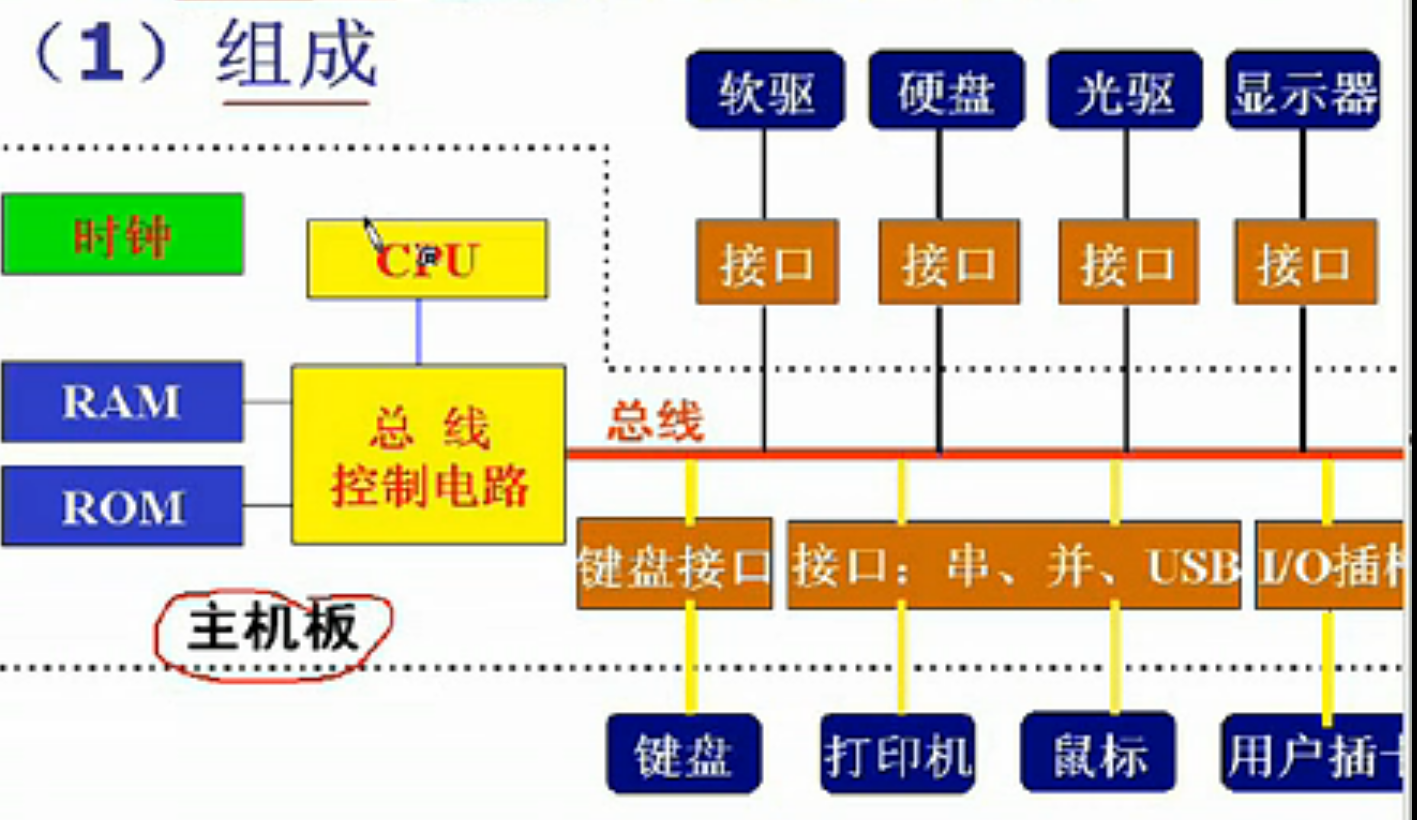 （1）组成
软驱 硬盘 光驱 显示器
时钟
CPU
接口 接口 接口 接口
RAM
总线
总 线
控制电路
ROM
键盘接口 接口：串、并、USB I/O插
主机板
键盘 打印机 鼠标 用户插